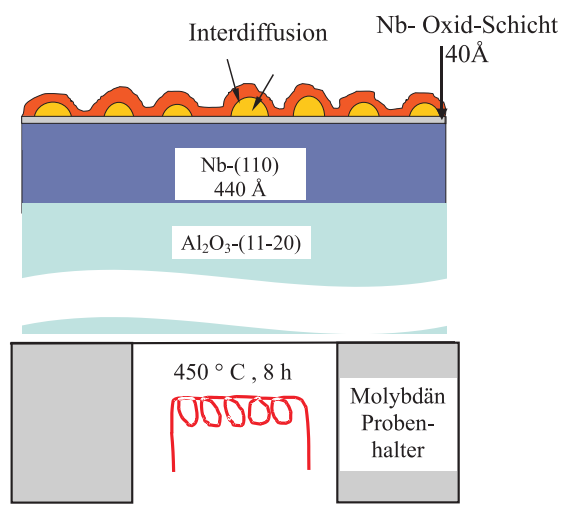 Interdiffusion
Nb- Oxid-Schicht
40Å
Nb-(110)
440 Å
Al₂O₃-(11-20)
450 ° C , 8 h
Molybdän
Proben-
halter